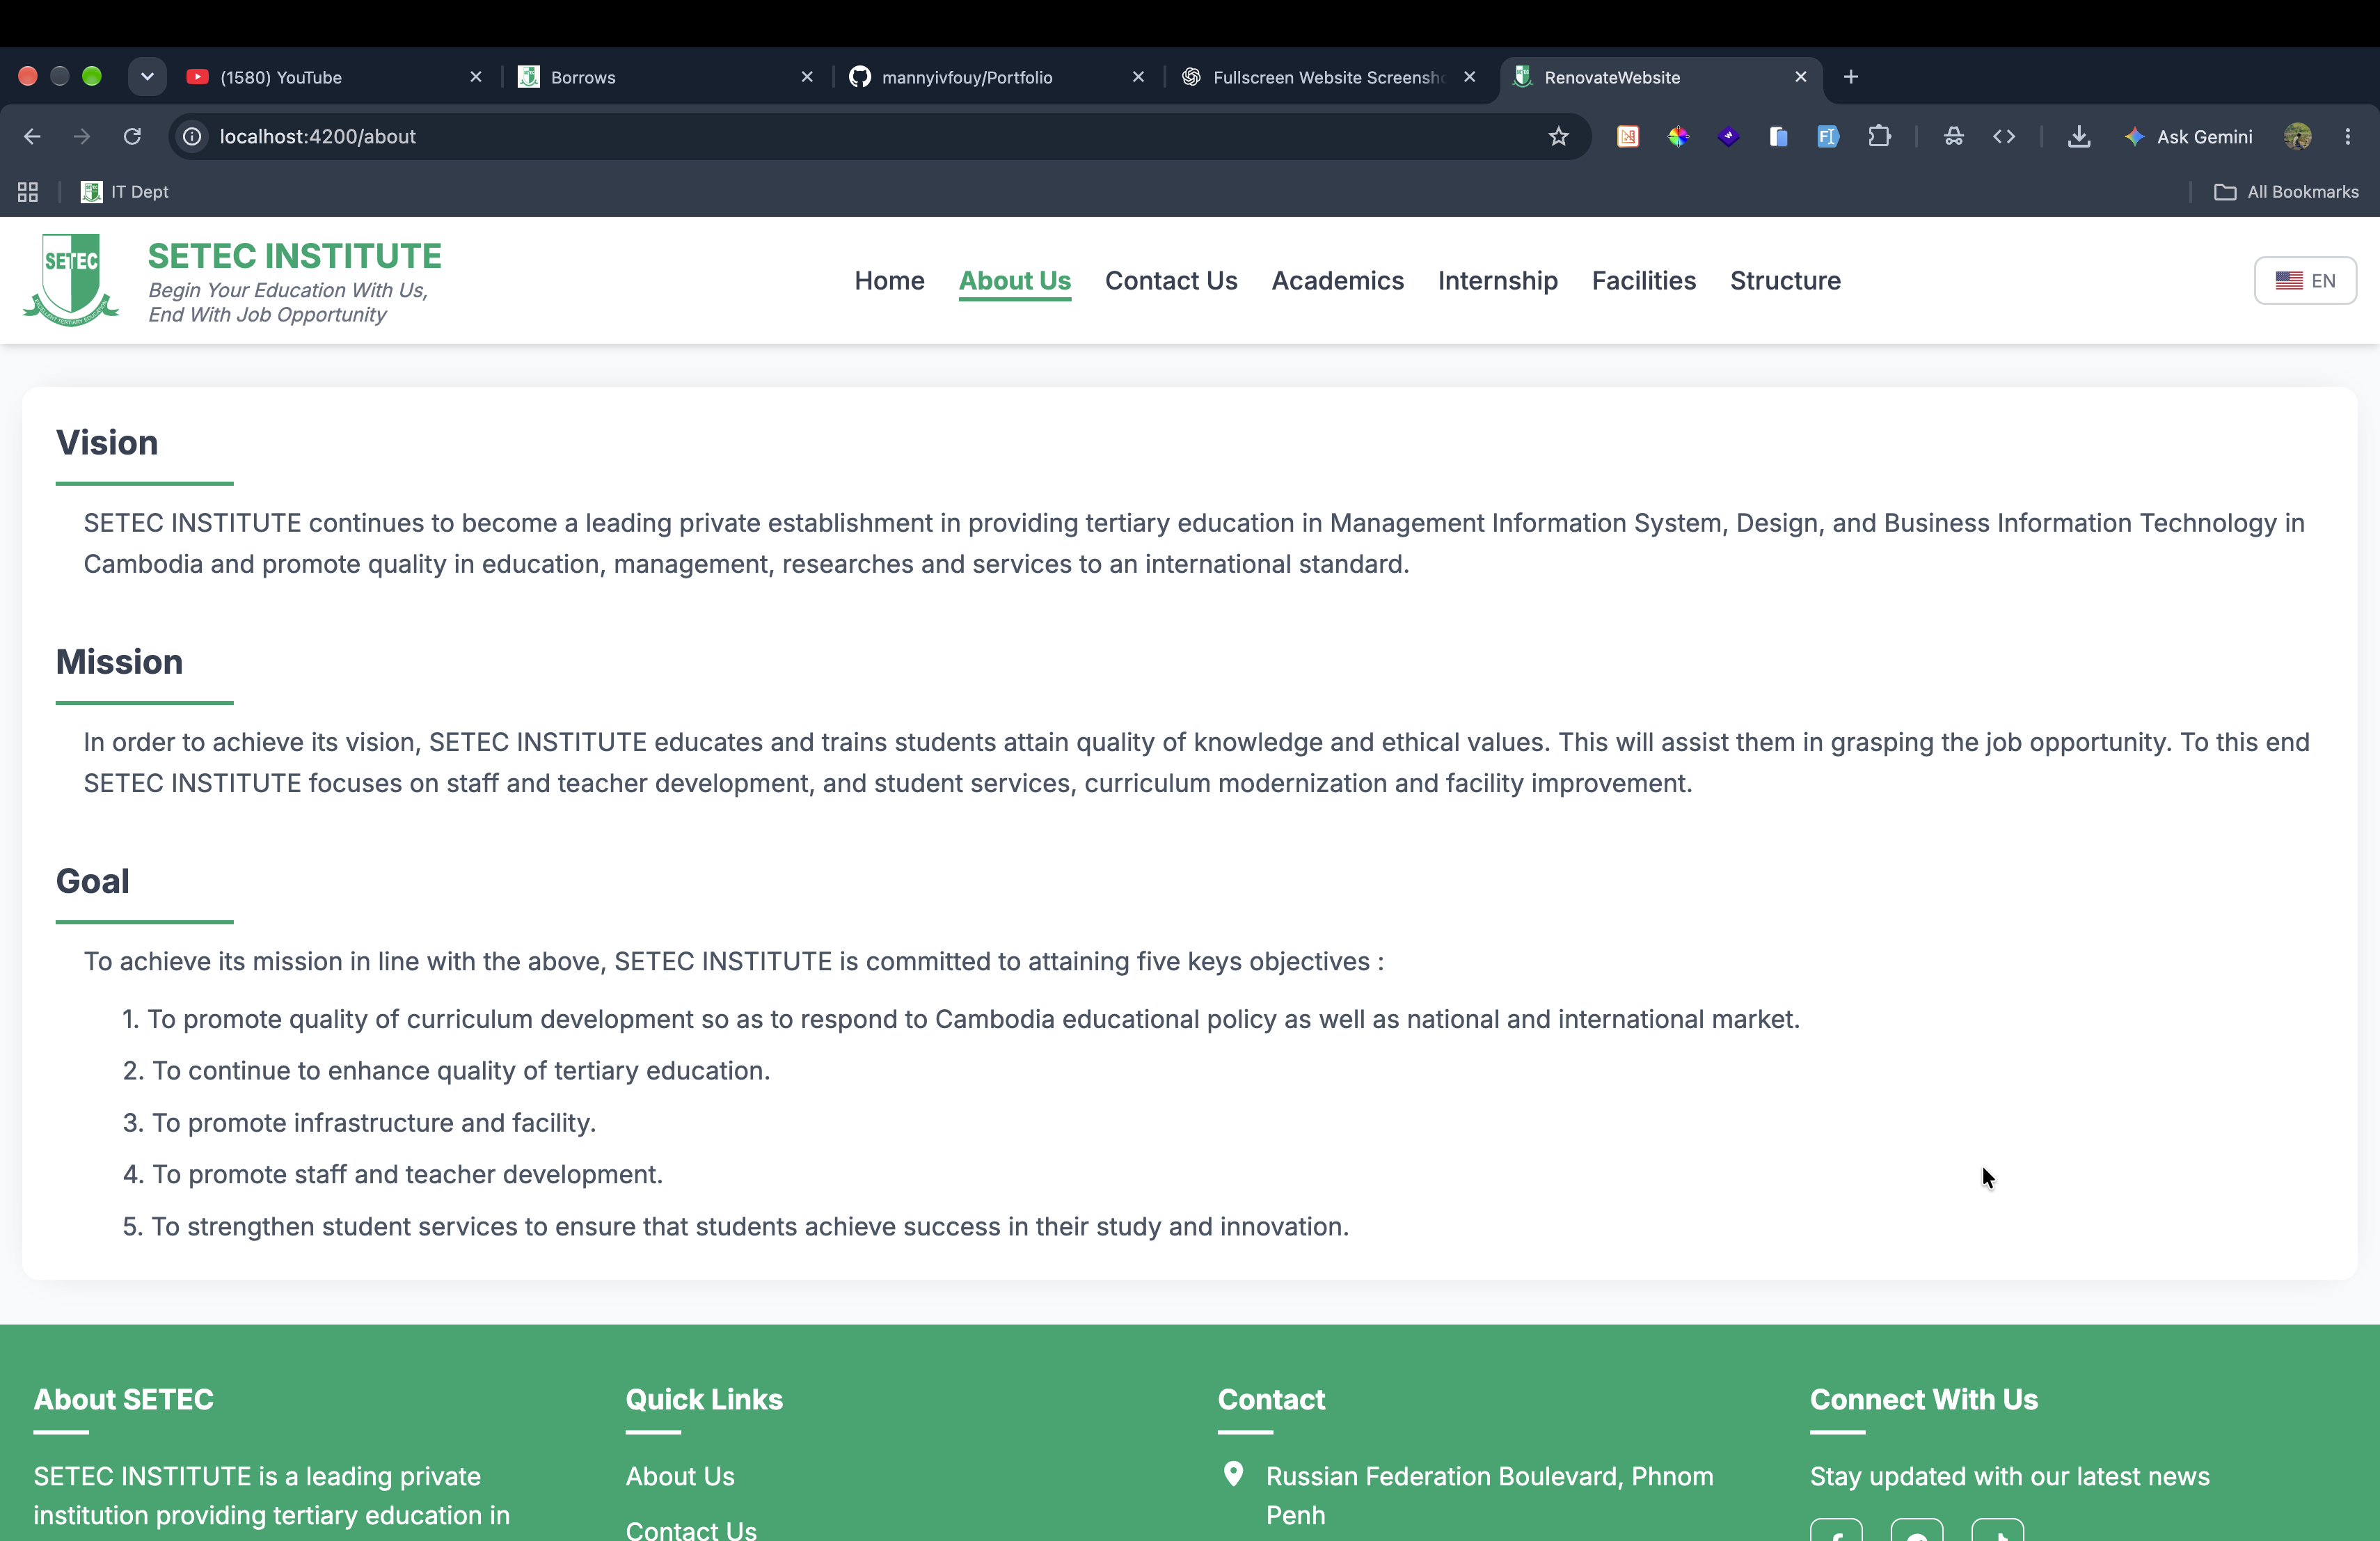 (1580) YouTube
Borrows
mannyivfouy/Portfolio
Fullscreen Website Screensho
RenovateWebsite
localhost:4200/about
Ask Gemini
IT Dept
All Bookmarks
SETEC
SETEC INSTITUTE
Begin Your Education With Us,
End With Job Opportunity
Home
About Us
Contact Us
Academics
Internship
Facilities
Structure
EN
Vision
SETEC INSTITUTE continues to become a leading private establishment in providing tertiary education in Management Information System, Design, and Business Information Technology in
Cambodia and promote quality in education, management, researches and services to an international standard.
Mission
In order to achieve its vision, SETEC INSTITUTE educates and trains students attain quality of knowledge and ethical values. This will assist them in grasping the job opportunity. To this end
SETEC INSTITUTE focuses on staff and teacher development, and student services, curriculum modernization and facility improvement.
Goal
To achieve its mission in line with the above, SETEC INSTITUTE is committed to attaining five keys objectives :
1. To promote quality of curriculum development so as to respond to Cambodia educational policy as well as national and international market.
2. To continue to enhance quality of tertiary education.
3. To promote infrastructure and facility.
4. To promote staff and teacher development.
5. To strengthen student services to ensure that students achieve success in their study and innovation.
About SETEC
SETEC INSTITUTE is a leading private
institution providing tertiary education in
Quick Links
About Us
Contact Us
Contact
Russian Federation Boulevard, Phnom
Penh
Connect With Us
Stay updated with our latest news